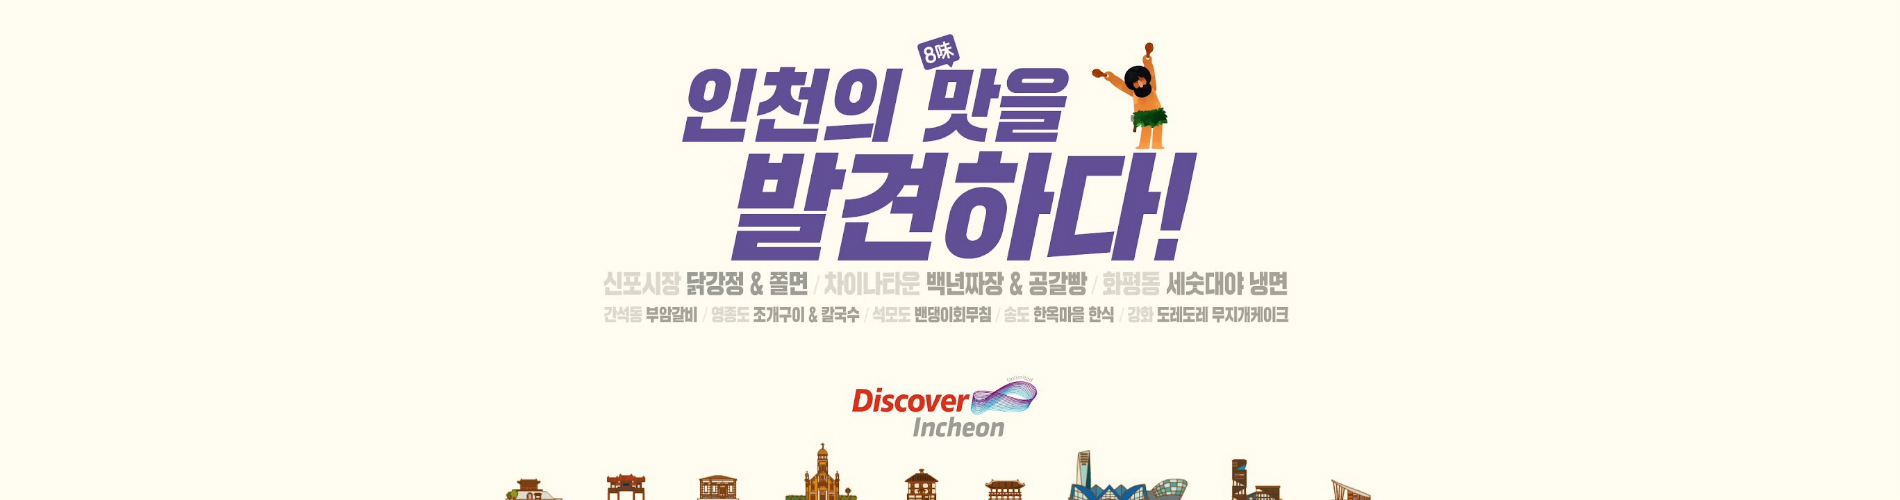 8味
인천의 맛을
발견하다!
신포시장 닭강정 & 쫄면 / 차이나타운 백년짜장 & 공갈빵 / 화평동 세숫대야 냉면
간석동 부암갈비 / 영종도 조개구이 & 칼국수 / 석모도 밴댕이회무침 / 송도 한옥마을 한식 / 강화 도레도레 무지개케이크
Discover
Incheon